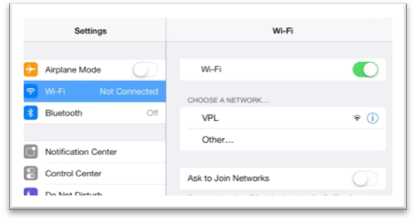 Settings
Airplane Mode
Wi-Fi Not Connected
Bluetooth Off
Notification Center
Control Center
Do Not Disturb
Wi-Fi
Wi-Fi
CHOOSE A NETWORK...
VPL
Other...
Ask to Join Networks